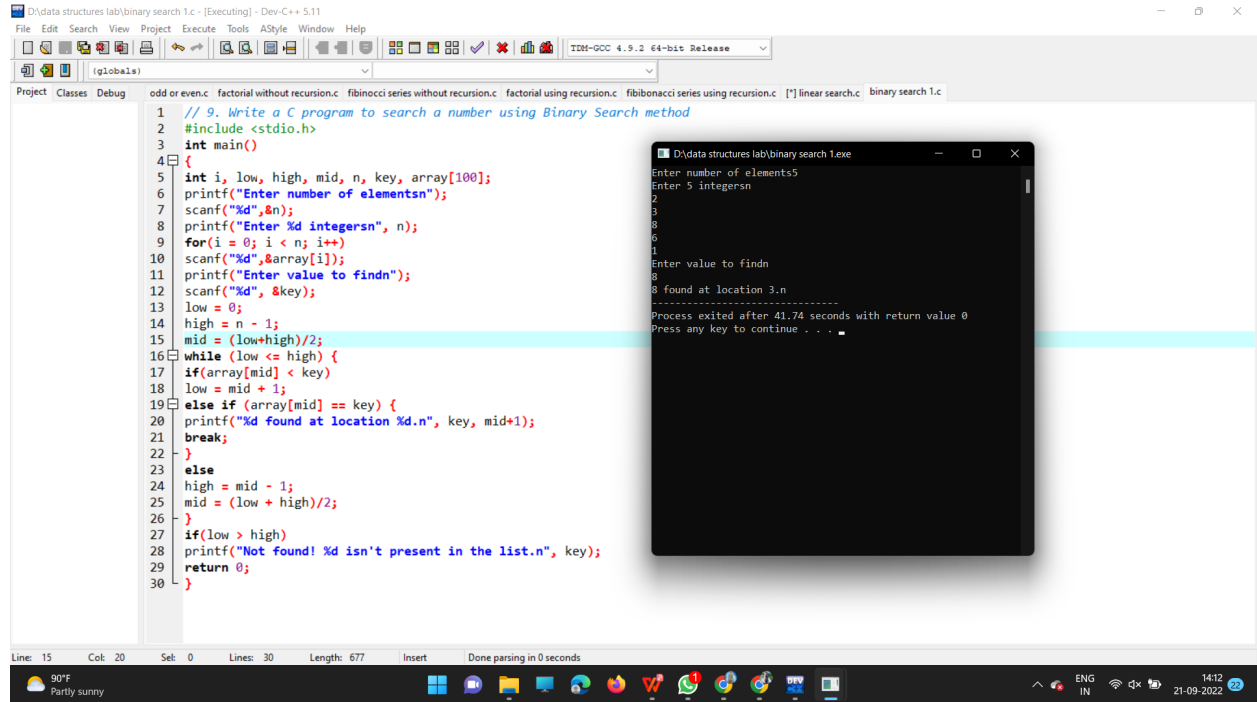 D:\data structures lab\binary search 1.c - [Executing] - Dev-C++ 5.11
File Edit Search View Project Execute Tools AStyle Window Help
TDM-GCC 4.9.2 64-bit Release
(globals)
Project Classes Debug odd or even.c factorial without recursion.c fibinocci series without recursion.c factorial using recursion.c fibibonacci series using recursion.c [*] linear search.c binary search 1.c
1 // 9. Write a C program to search a number using Binary Search method
2 #include <stdio.h>
3 int main()
4 {
5 int i, low, high, mid, n, key, array[100];
6 printf("Enter number of elementsn");
7 scanf("%d",&n);
8 printf("Enter %d integersn", n);
9 for(i = 0; i < n; i++)
10 scanf("%d",&array[i]);
11 printf("Enter value to findn");
12 scanf("%d", &key);
13 low = 0;
14 high = n - 1;
15 mid = (low+high)/2;
16 while (low <= high) {
17 if(array[mid] < key)
18 low = mid + 1;
19 else if (array[mid] == key) {
20 printf("%d found at location %d.n", key, mid+1);
21 break;
22 }
23 else
24 high = mid - 1;
25 mid = (low + high)/2;
26 }
27 if(low > high)
28 printf("Not found! %d isn't present in the list.n", key);
29 return 0;
30 }
D:\data structures lab\binary search 1.exe
Enter number of elements5
Enter 5 integersn
2
3
8
6
1
Enter value to findn
8
8 found at location 3.n
--------------------------------
Process exited after 41.74 seconds with return value 0
Press any key to continue . . .
Line: 15 Col: 20 Sel: 0 Lines: 30 Length: 677 Insert Done parsing in 0 seconds
90°F
Partly sunny
1
DEV
ENG
IN
14:12
21-09-2022
22